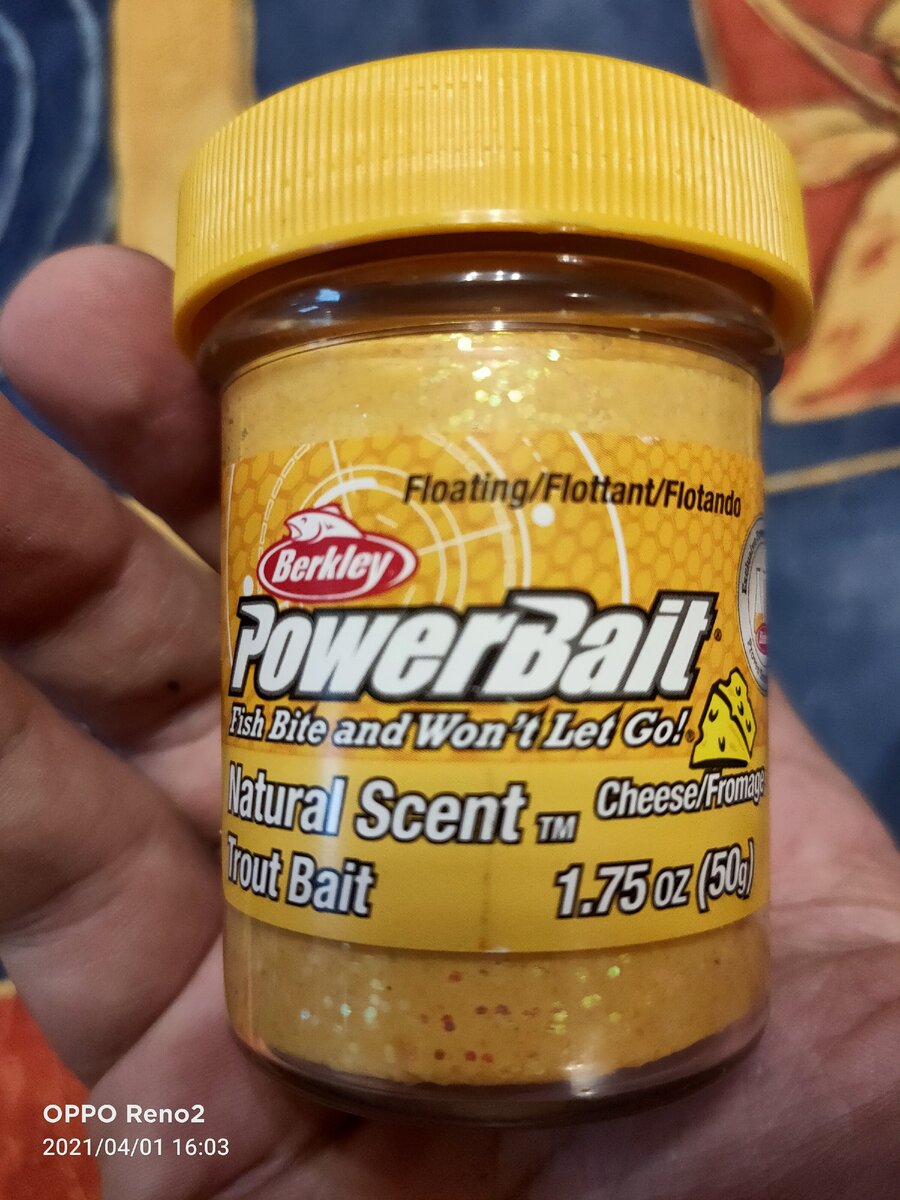 Floating/Flottant/Flotando
Berkley
PowerBait®
Fish Bite and Won't Let Go!®
Natural Scent™
Cheese/Fromage
Trout Bait
1.75 oz (50g)
OPPO Reno2
2021/04/01 16:03